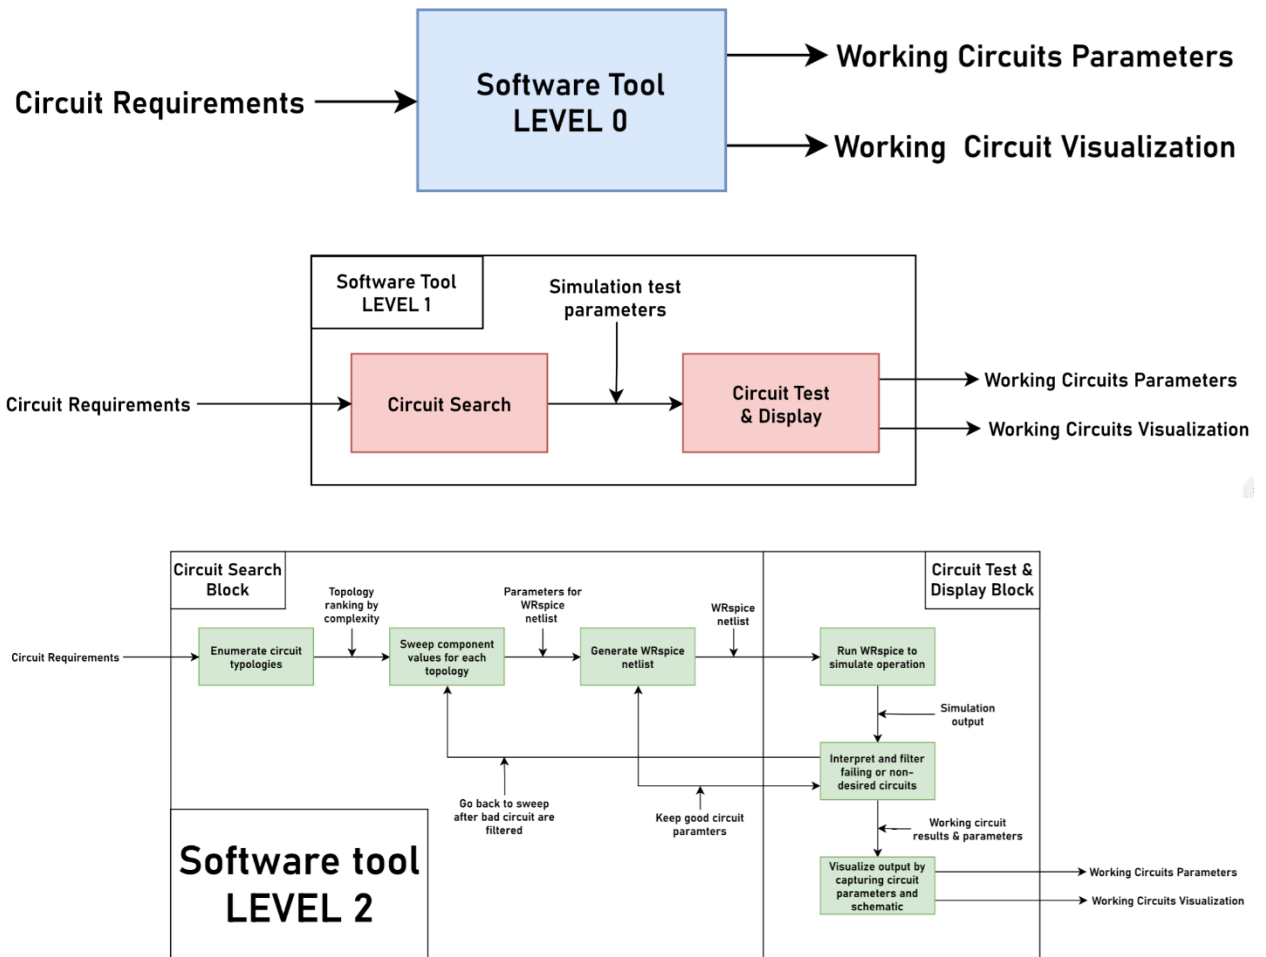 Circuit Requirements
Software Tool
LEVEL 0
Working Circuits Parameters
Working Circuit Visualization
Software Tool
LEVEL 1
Simulation test
parameters
Circuit Requirements
Circuit Search
Circuit Test
& Display
Working Circuits Parameters
Working Circuits Visualization
Circuit Search
Block
Circuit Test &
Display Block
Circuit Requirements
Enumerate circuit
typologies
Topology
ranking by
complexity
Sweep component
values for each
topology
Parameters for
WRspice
netlist
Generate WRspice
netlist
WRspice
netlist
Run WRspice to
simulate operation
Simulation
output
Interpret and filter
failing or non-
desired circuits
Go back to sweep
after bad circuit are
filtered
Keep good circuit
paramters
Working circuit
results & parameters
Visualize output by
capturing circuit
parameters and
schematic
Working Circuits Parameters
Working Circuits Visualization
Software tool
LEVEL 2